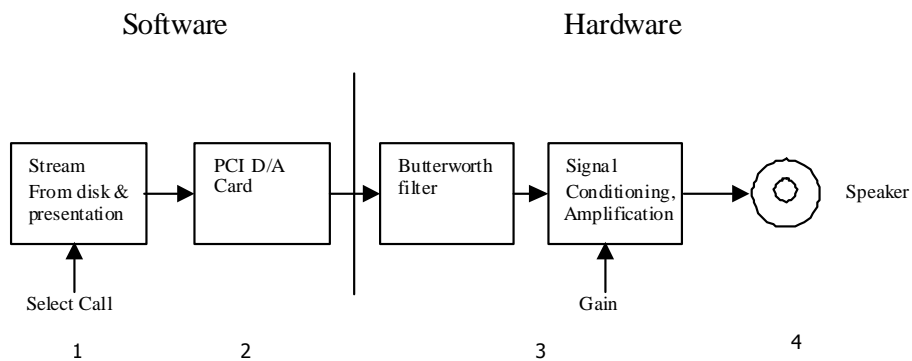 Software
Hardware
Stream
From disk &
presentation
PCI D/A
Card
Butterworth
filter
Signal
Conditioning,
Amplification
Speaker
Select Call
Gain
1
2
3
4